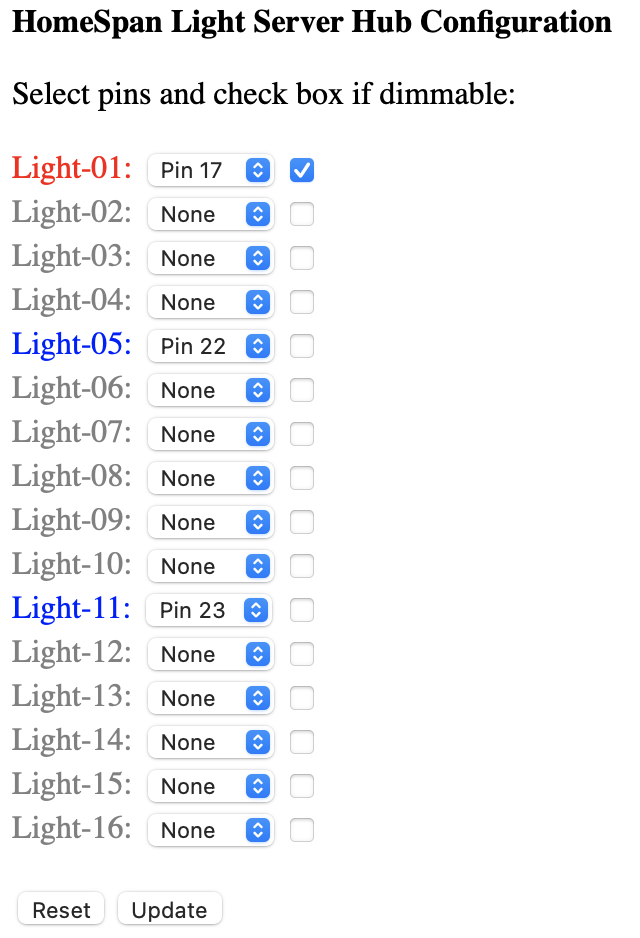 HomeSpan Light Server Hub Configuration
Select pins and check box if dimmable:
Light-01: Pin 17
Light-02: None
Light-03: None
Light-04: None
Light-05: Pin 22
Light-06: None
Light-07: None
Light-08: None
Light-09: None
Light-10: None
Light-11: Pin 23
Light-12: None
Light-13: None
Light-14: None
Light-15: None
Light-16: None
Reset Update